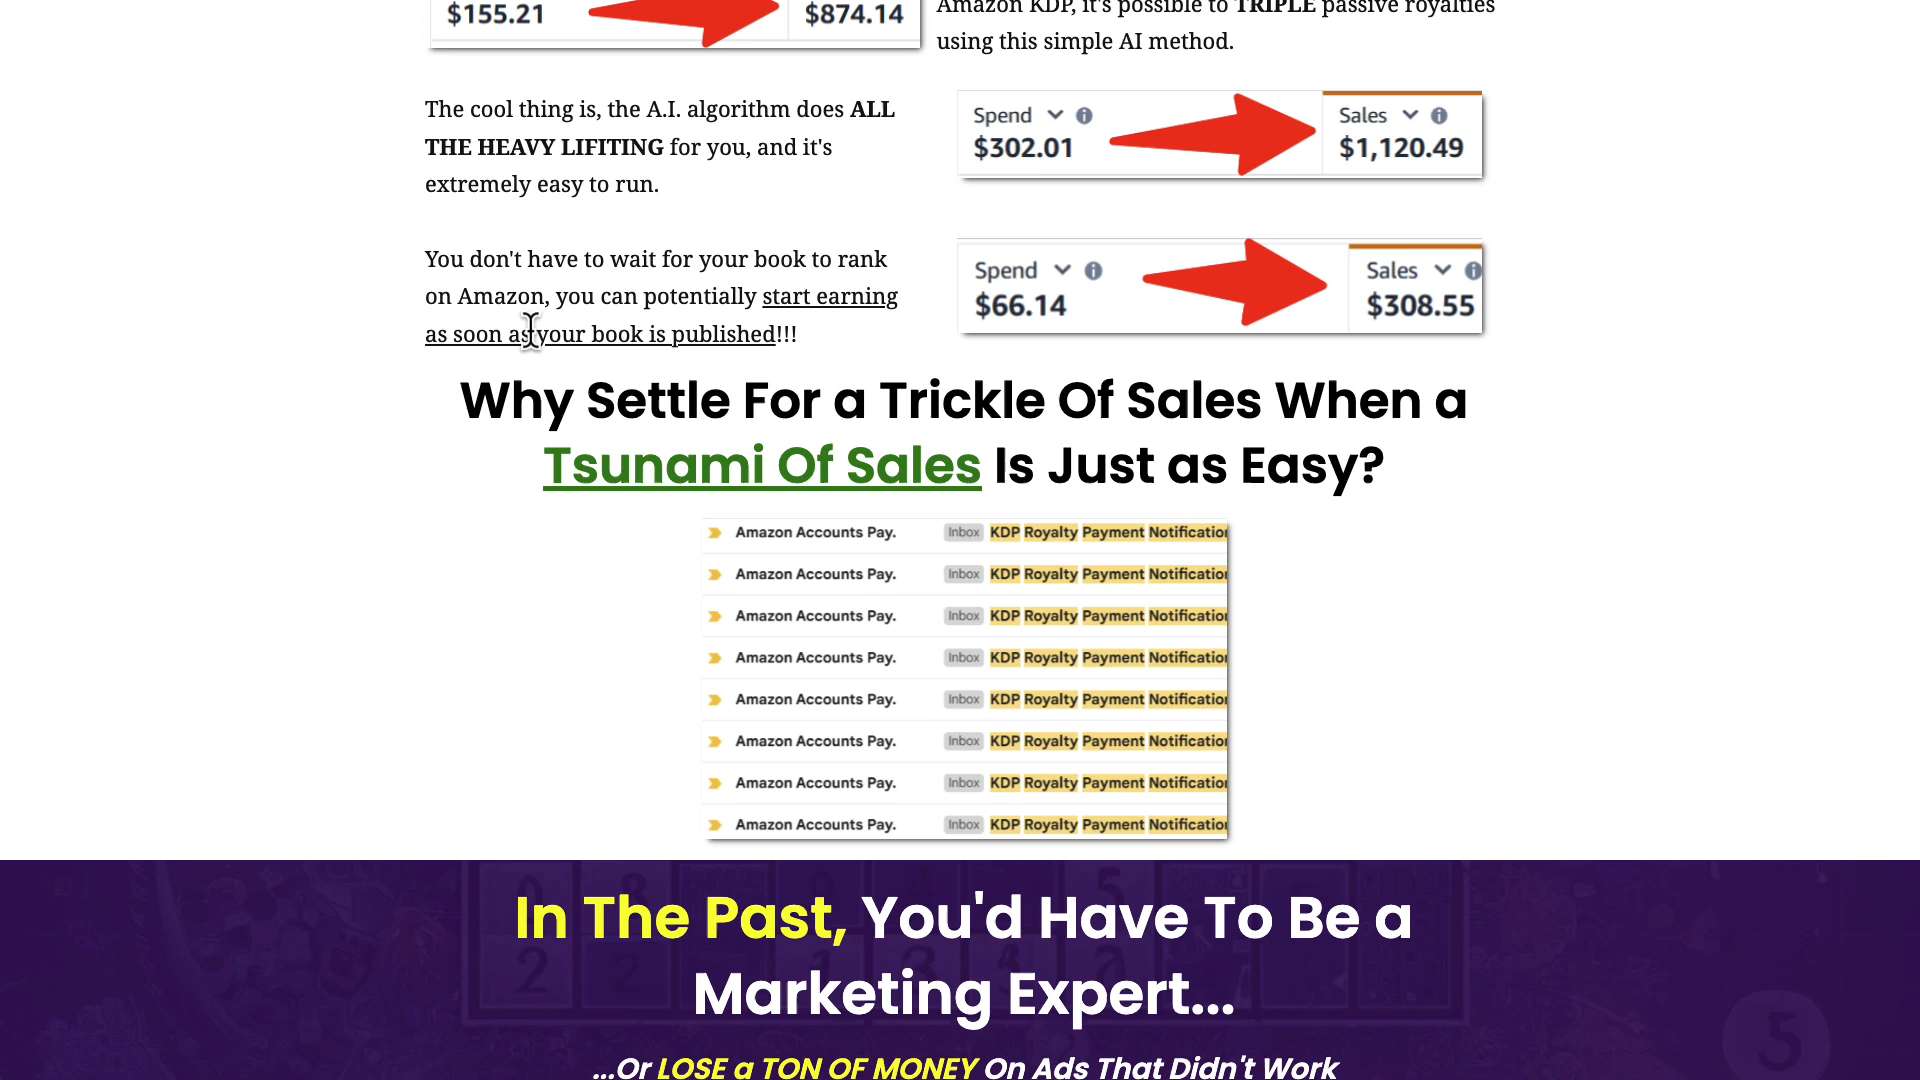 $155.21
$874.14
Amazon KDP, it's possible to TRIPLE passive royalties
using this simple AI method.
The cool thing is, the A.I. algorithm does ALL
THE HEAVY LIFITING for you, and it's
extremely easy to run.
Spend
$302.01
Sales
$1,120.49
You don't have to wait for your book to rank
on Amazon, you can potentially start earning
as soon as your book is published!!!
Spend
$66.14
Sales
$308.55
Why Settle For a Trickle Of Sales When a
Tsunami Of Sales Is Just as Easy?
Amazon Accounts Pay. Inbox KDP Royalty Payment Notification
Amazon Accounts Pay. Inbox KDP Royalty Payment Notification
Amazon Accounts Pay. Inbox KDP Royalty Payment Notification
Amazon Accounts Pay. Inbox KDP Royalty Payment Notification
Amazon Accounts Pay. Inbox KDP Royalty Payment Notification
Amazon Accounts Pay. Inbox KDP Royalty Payment Notification
Amazon Accounts Pay. Inbox KDP Royalty Payment Notification
Amazon Accounts Pay. Inbox KDP Royalty Payment Notification
In The Past, You'd Have To Be a
Marketing Expert...
...Or LOSE a TON OF MONEY On Ads That Didn't Work